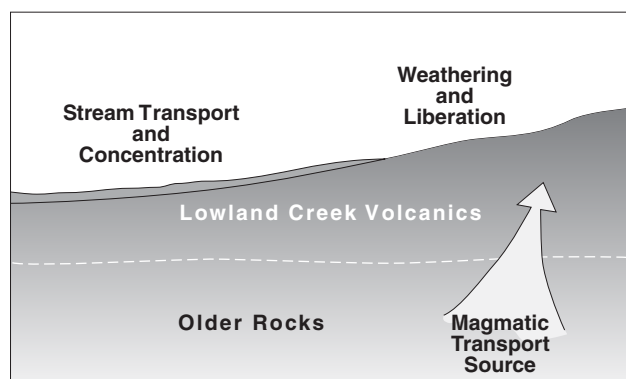 Weathering
and
Liberation
Stream Transport
and
Concentration
Lowland Creek Volcanics
Older Rocks
Magmatic
Transport
Source